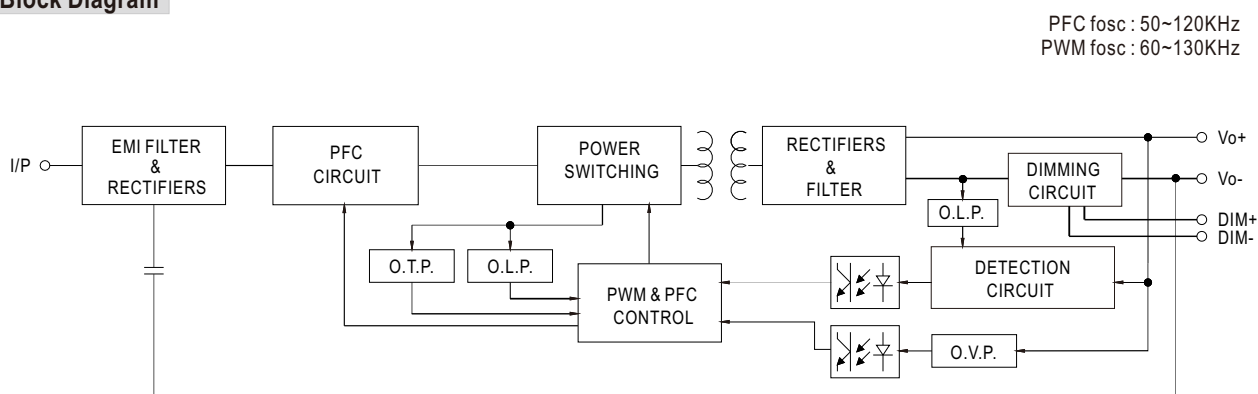 Block Diagram
PFC fosc : 50~120KHz
PWM fosc : 60~130KHz
I/P
EMI FILTER
&
RECTIFIERS
PFC
CIRCUIT
POWER
SWITCHING
RECTIFIERS
&
FILTER
DIMMING
CIRCUIT
Vo+
Vo-
DIM+
DIM-
O.L.P.
O.T.P.
O.L.P.
PWM & PFC
CONTROL
DETECTION
CIRCUIT
O.V.P.